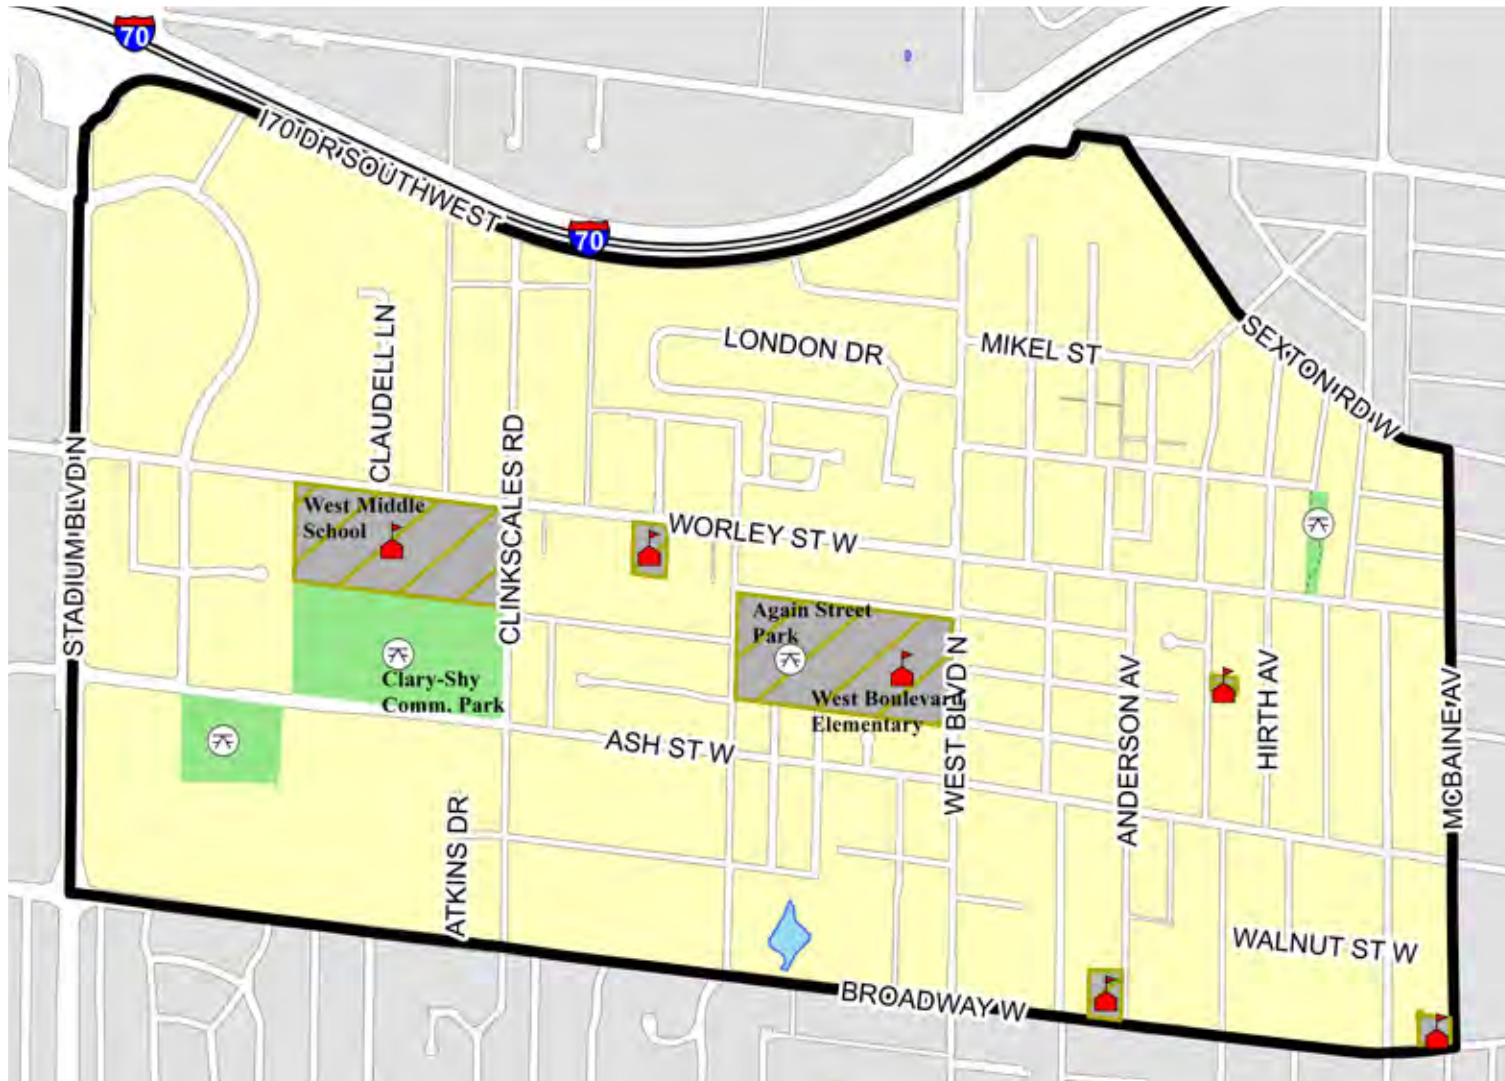 70
I70 DR SOUTHWEST
70
CLAUDELL LN
LONDON DR
MIKEL ST
SEXTON RD W
STADIUM BLVD N
CLINKSCALES RD
West Middle
School
WORLEY ST W
Again Street
Park
Clary-Shy
Comm. Park
West Boulevard
Elementary
WEST BLVD N
ANDERSON AV
HIRTH AV
MCBAINE AV
ASH ST W
ATKINS DR
WALNUT ST W
BROADWAY W